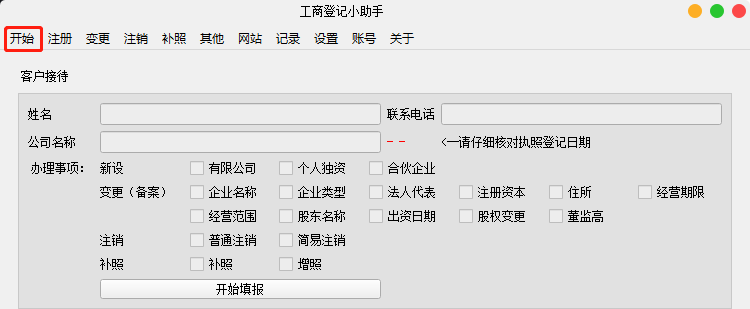 工商登记小助手
开始 注册 变更 注销 补照 其他 网站 记录 设置 账号 关于
客户接待
姓名 联系电话
公司名称 - - <一请仔细核对执照登记日期
办理事项: 新设 有限公司 个人独资 合伙企业
变更（备案） 企业名称 企业类型 法人代表 注册资本 住所 经营期限
经营范围 股东名称 出资日期 股权变更 董监高
注销 普通注销 简易注销
补照 补照 增照
开始填报